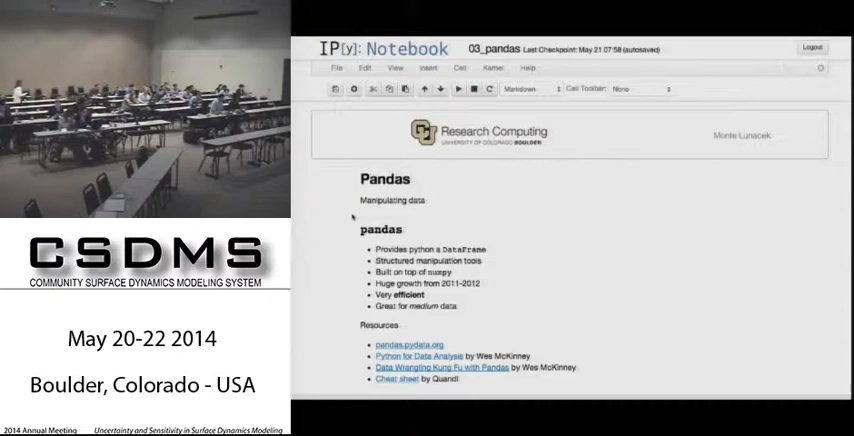 IP[y]: Notebook 03_pandas Last Checkpoint: May 21 07:58 (autosaved) Logout
File Edit View Insert Cell Kernel Help
Markdown Cell Toolbar: None
Research Computing
UNIVERSITY OF COLORADO BOULDER
Monte Lunacek
Pandas
Manipulating data
pandas
Provides python a DataFrame
Structured manipulation tools
Built on top of numpy
Huge growth from 2011-2012
Very efficient
Great for medium data
Resources
pandas.pydata.org
Python for Data Analysis by Wes McKinney
Data Wrangling Kung Fu with Pandas by Wes McKinney
Cheat sheet by Quandl
CSDMS
COMMUNITY SURFACE DYNAMICS MODELING SYSTEM
May 20-22 2014
Boulder, Colorado - USA
2014 Annual Meeting Uncertainty and Sensitivity in Surface Dynamics Modeling